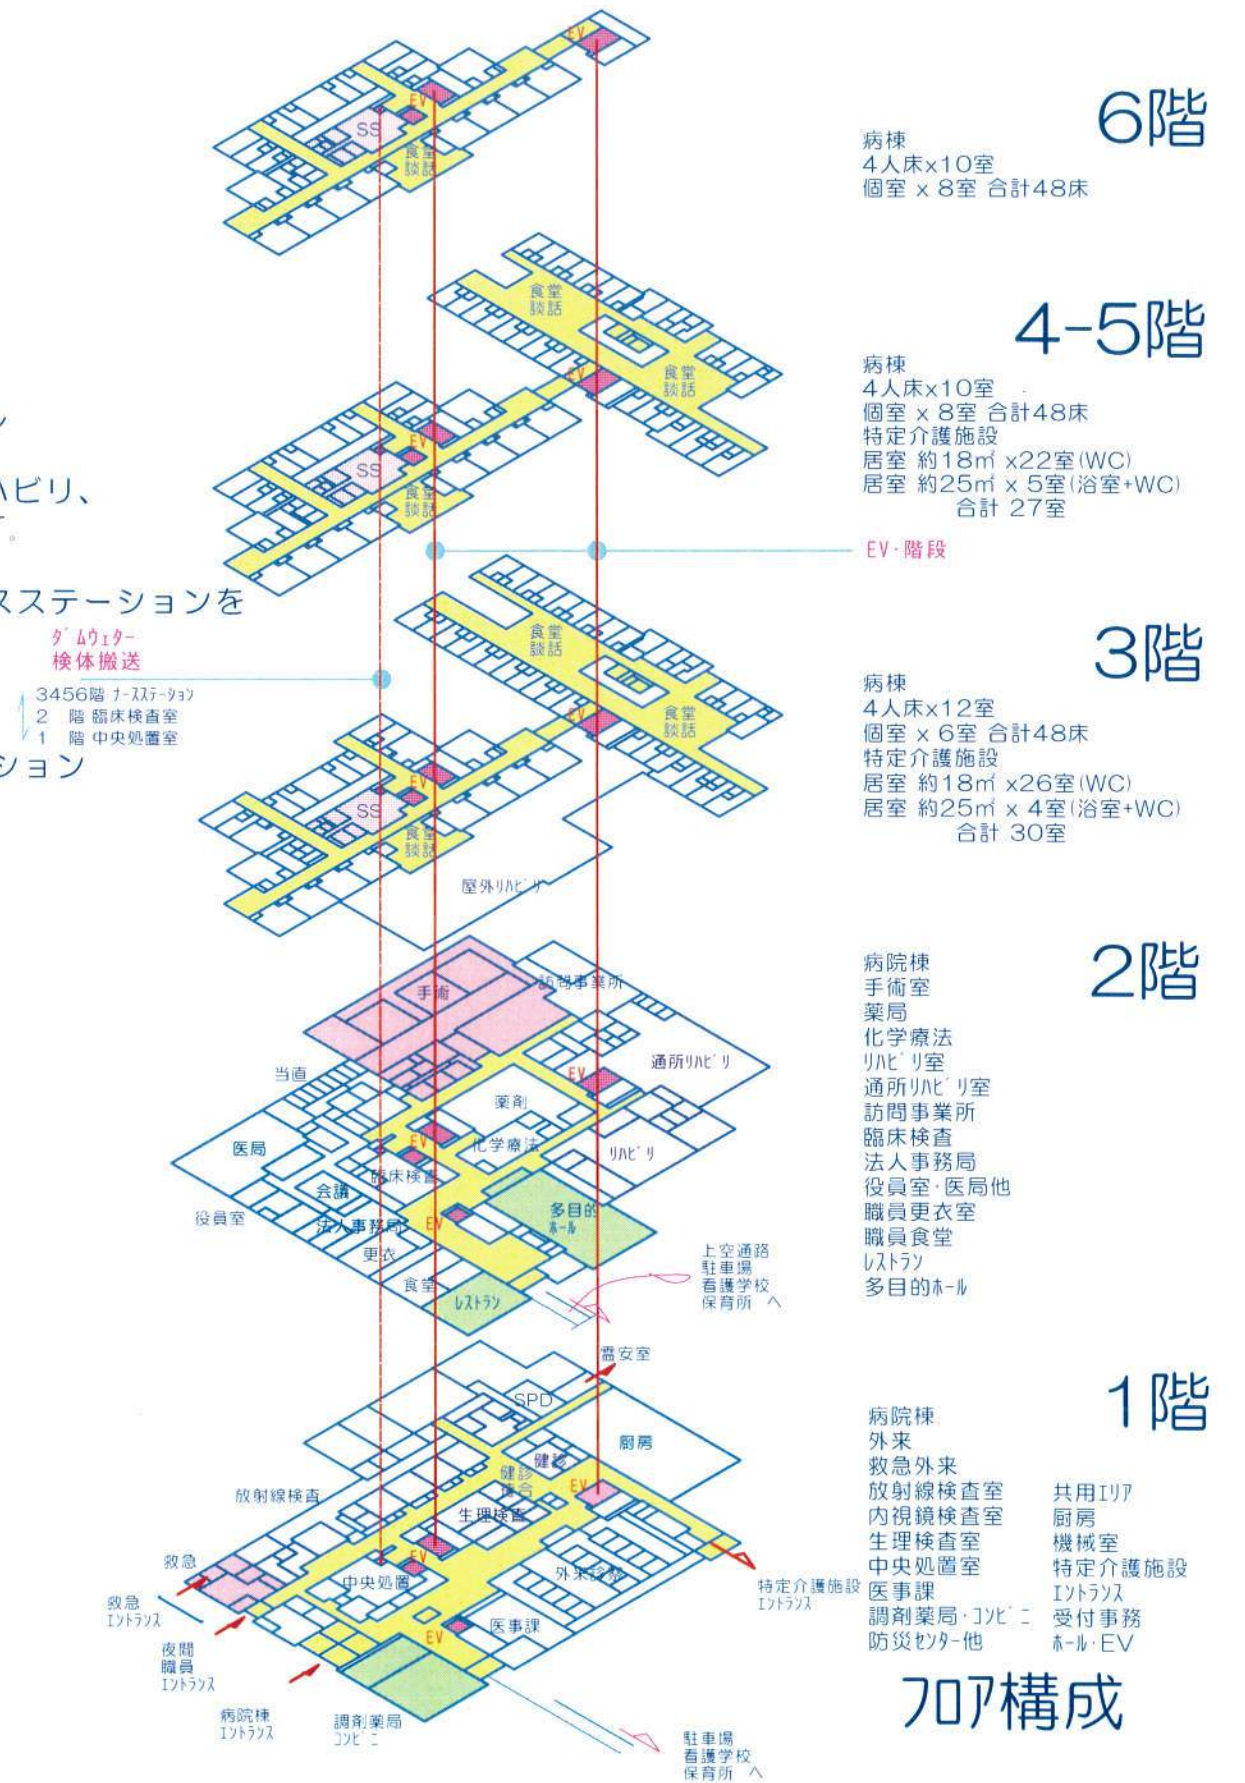 6階
病棟
4人床x10室
個室 x 8室 合計48床
EV
EV
SS
食堂
談話
4-5階
病棟
4人床x10室
個室 x 8室 合計48床
特定介護施設
居室 約18㎡ x22室(WC)
居室 約25㎡ x 5室(浴室+WC)
合計 27室
食堂
談話
食堂
談話
EV
EV
SS
食堂
談話
EV・階段
ハビリ、
スステーションを
ダムウェター
検体搬送
3456階 ナースステーション
2 階 臨床検査室
1 階 中央処置室
ション
3階
病棟
4人床x12室
個室 x 6室 合計48床
特定介護施設
居室 約18㎡ x26室(WC)
居室 約25㎡ x 4室(浴室+WC)
合計 30室
食堂
談話
食堂
談話
EV
EV
SS
食堂
談話
屋外リハビリ
2階
病院棟
手術室
薬局
化学療法
リハビリ室
通所リハビリ室
訪問事業所
臨床検査
法人事務局
役員室・医局他
職員更衣室
職員食堂
レストラン
多目的ホール
手術
訪問事業所
通所リハビリ
当直
EV
薬剤
医局
EV
化学療法
リハビリ
臨床検査
会議
役員室
法人事務局
EV
多目的
ホール
更衣
食堂
レストラン
上空通路
駐車場
看護学校
保育所 へ
1階
病院棟
外来
救急外来
放射線検査室
内視鏡検査室
生理検査室
中央処置室
医事課
調剤薬局・コンビニ
防災センター他
共用エリア
厨房
機械室
特定介護施設
エントランス
受付事務
ホール・EV
霊安室
SPD
厨房
健診
健診
待合
EV
放射線検査
生理検査
EV
救急
中央処置
外来診察
救急
エントランス
特定介護施設
エントランス
医事課
EV
夜間
職員
エントランス
病院棟
エントランス
調剤薬局
コンビニ
駐車場
看護学校
保育所 へ
フロア構成